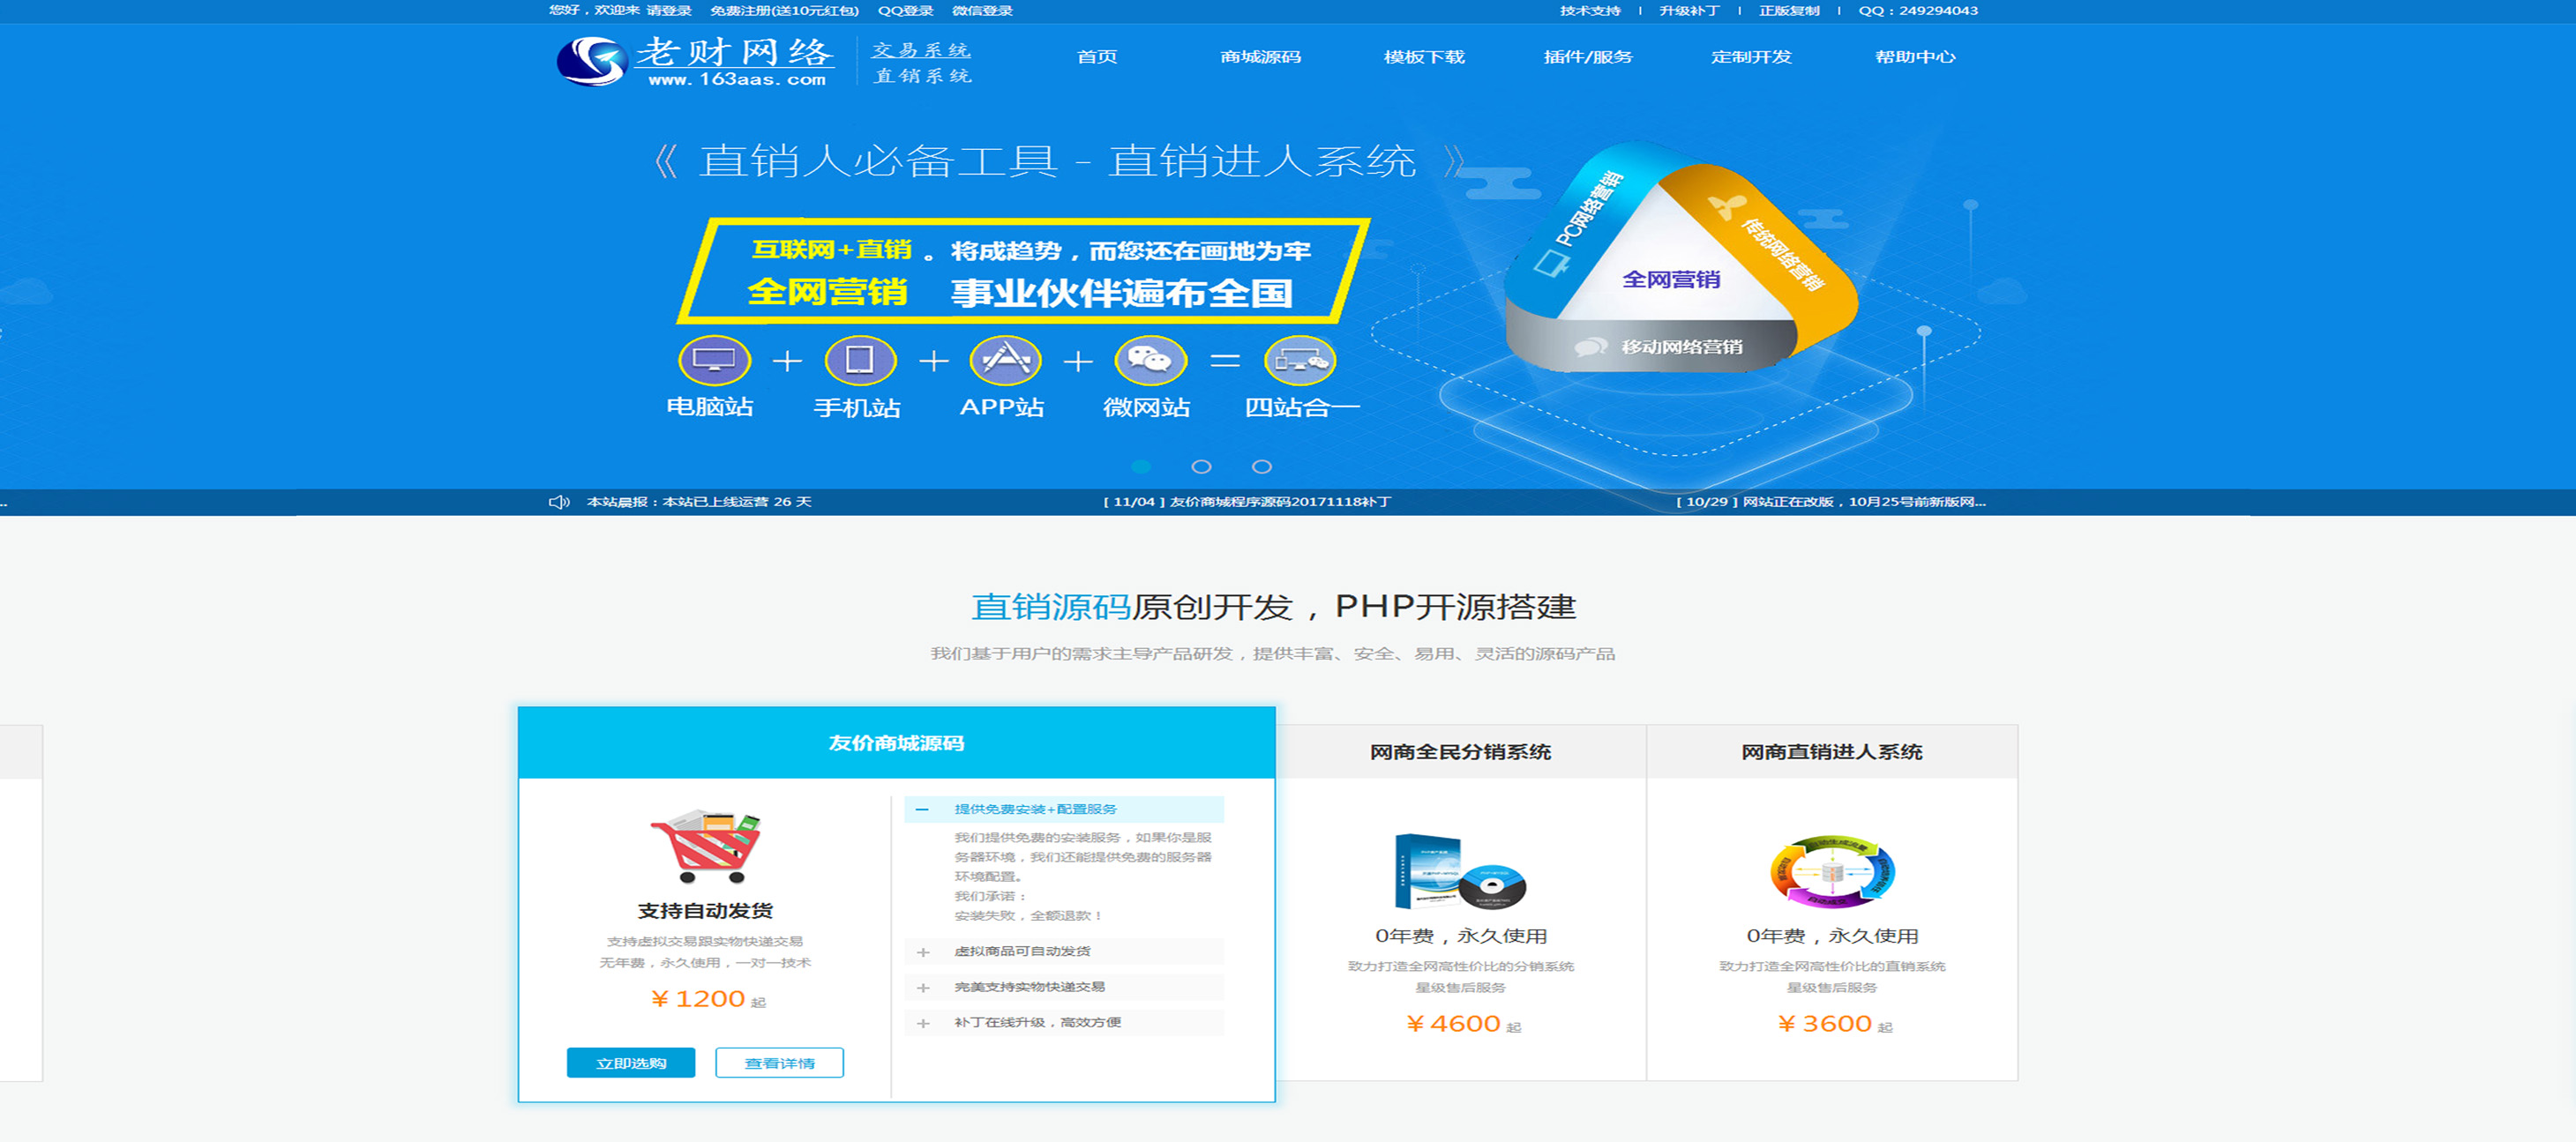 您好，欢迎来 请登录 免费注册(送10元红包) QQ登录 微信登录
技术支持 | 升级补丁 | 正版复制 | QQ：249294043
老财网络
www.163aas.com
交易系统
直销系统
首页 商城源码 模板下载 插件/服务 定制开发 帮助中心
《 直销人必备工具 - 直销进人系统 》
互联网+直销 。将成趋势，而您还在画地为牢
全网营销 事业伙伴遍布全国
电脑站 + 手机站 + APP站 + 微网站 = 四站合一
PC网络营销
传统网络营销
全网营销
移动网络营销
本站晨报：本站已上线运营 26 天
[ 11/04 ] 友价商城程序源码20171118补丁
[ 10/29 ] 网站正在改版，10月25号前新版网...
直销源码原创开发，PHP开源搭建
我们基于用户的需求主导产品研发，提供丰富、安全、易用、灵活的源码产品
友价商城源码
支持自动发货
支持虚拟交易跟实物快递交易
无年费，永久使用，一对一技术
¥1200 起
立即选购 查看详情
提供免费安装+配置服务
我们提供免费的安装服务，如果你是服
务器环境，我们还能提供免费的服务器
环境配置。
我们承诺：
安装失败，全额退款！
虚拟商品可自动发货
完美支持实物快递交易
补丁在线升级，高效方便
网商全民分销系统
0年费，永久使用
致力打造全网高性价比的分销系统
星级售后服务
¥4600 起
网商直销进人系统
0年费，永久使用
致力打造全网高性价比的直销系统
星级售后服务
¥3600 起